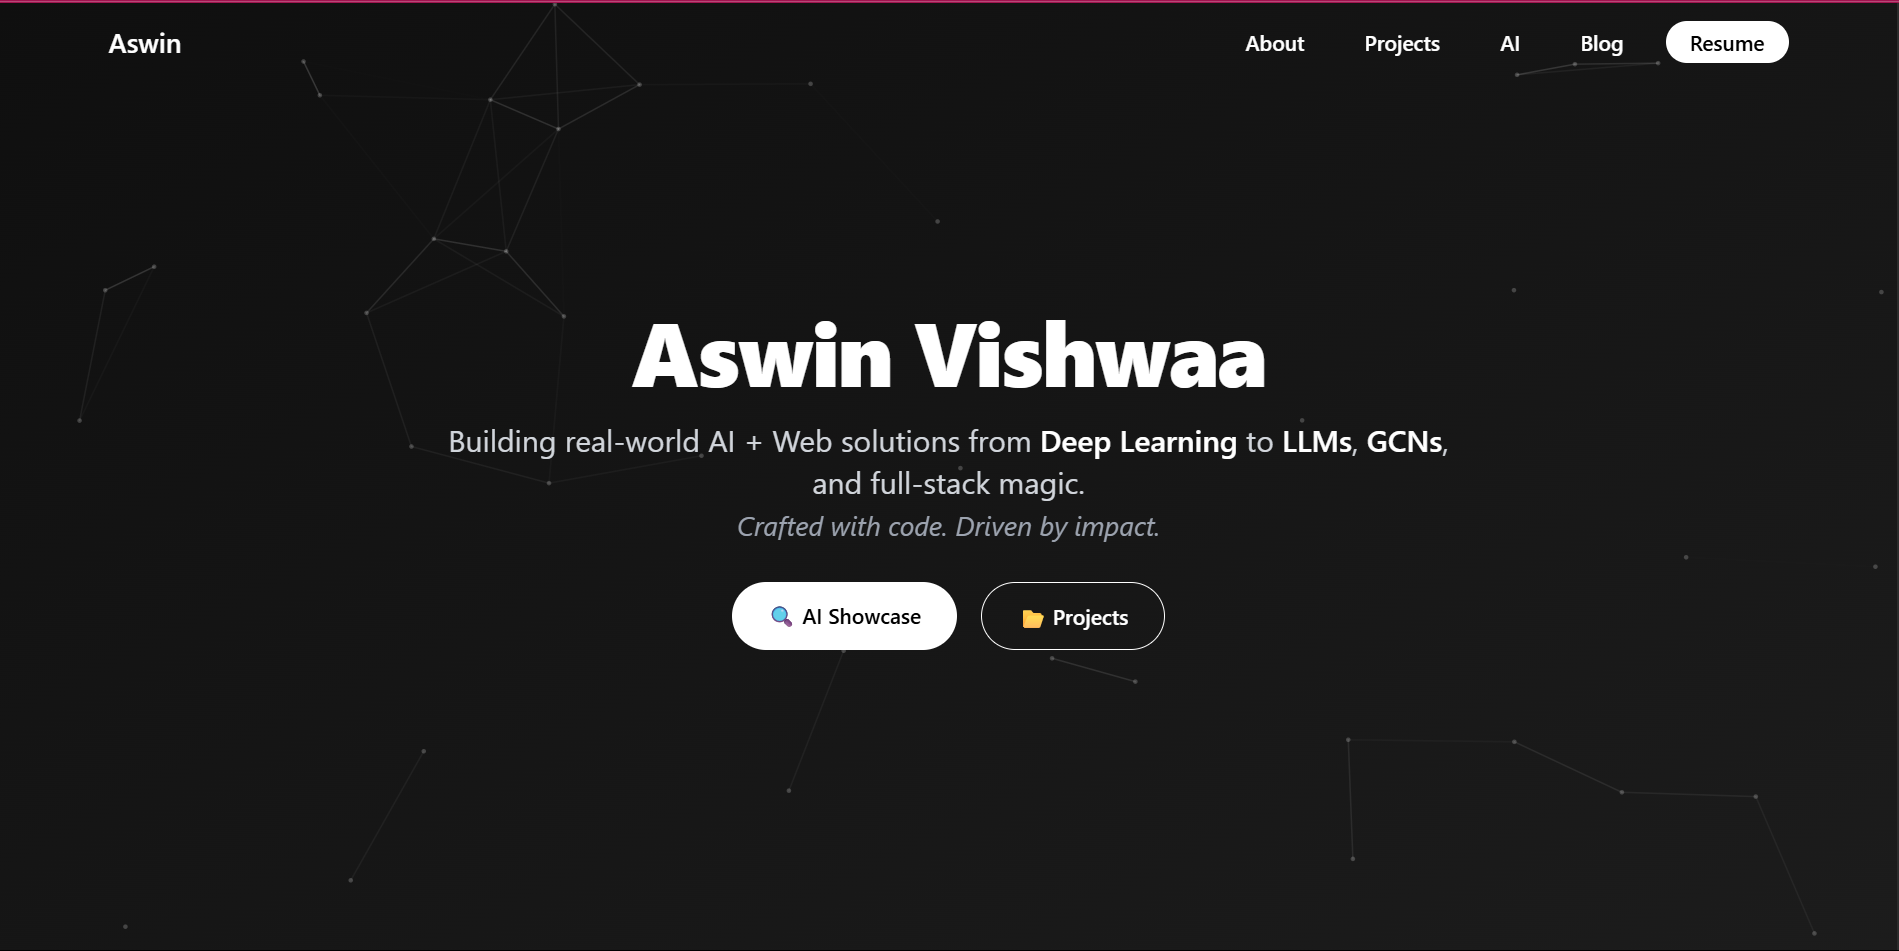 Aswin
About
Projects
AI
Blog
Resume
Aswin Vishwaa
Building real-world AI + Web solutions from Deep Learning to LLMs, GCNs,
and full-stack magic.
Crafted with code. Driven by impact.
🔍 AI Showcase
📂 Projects